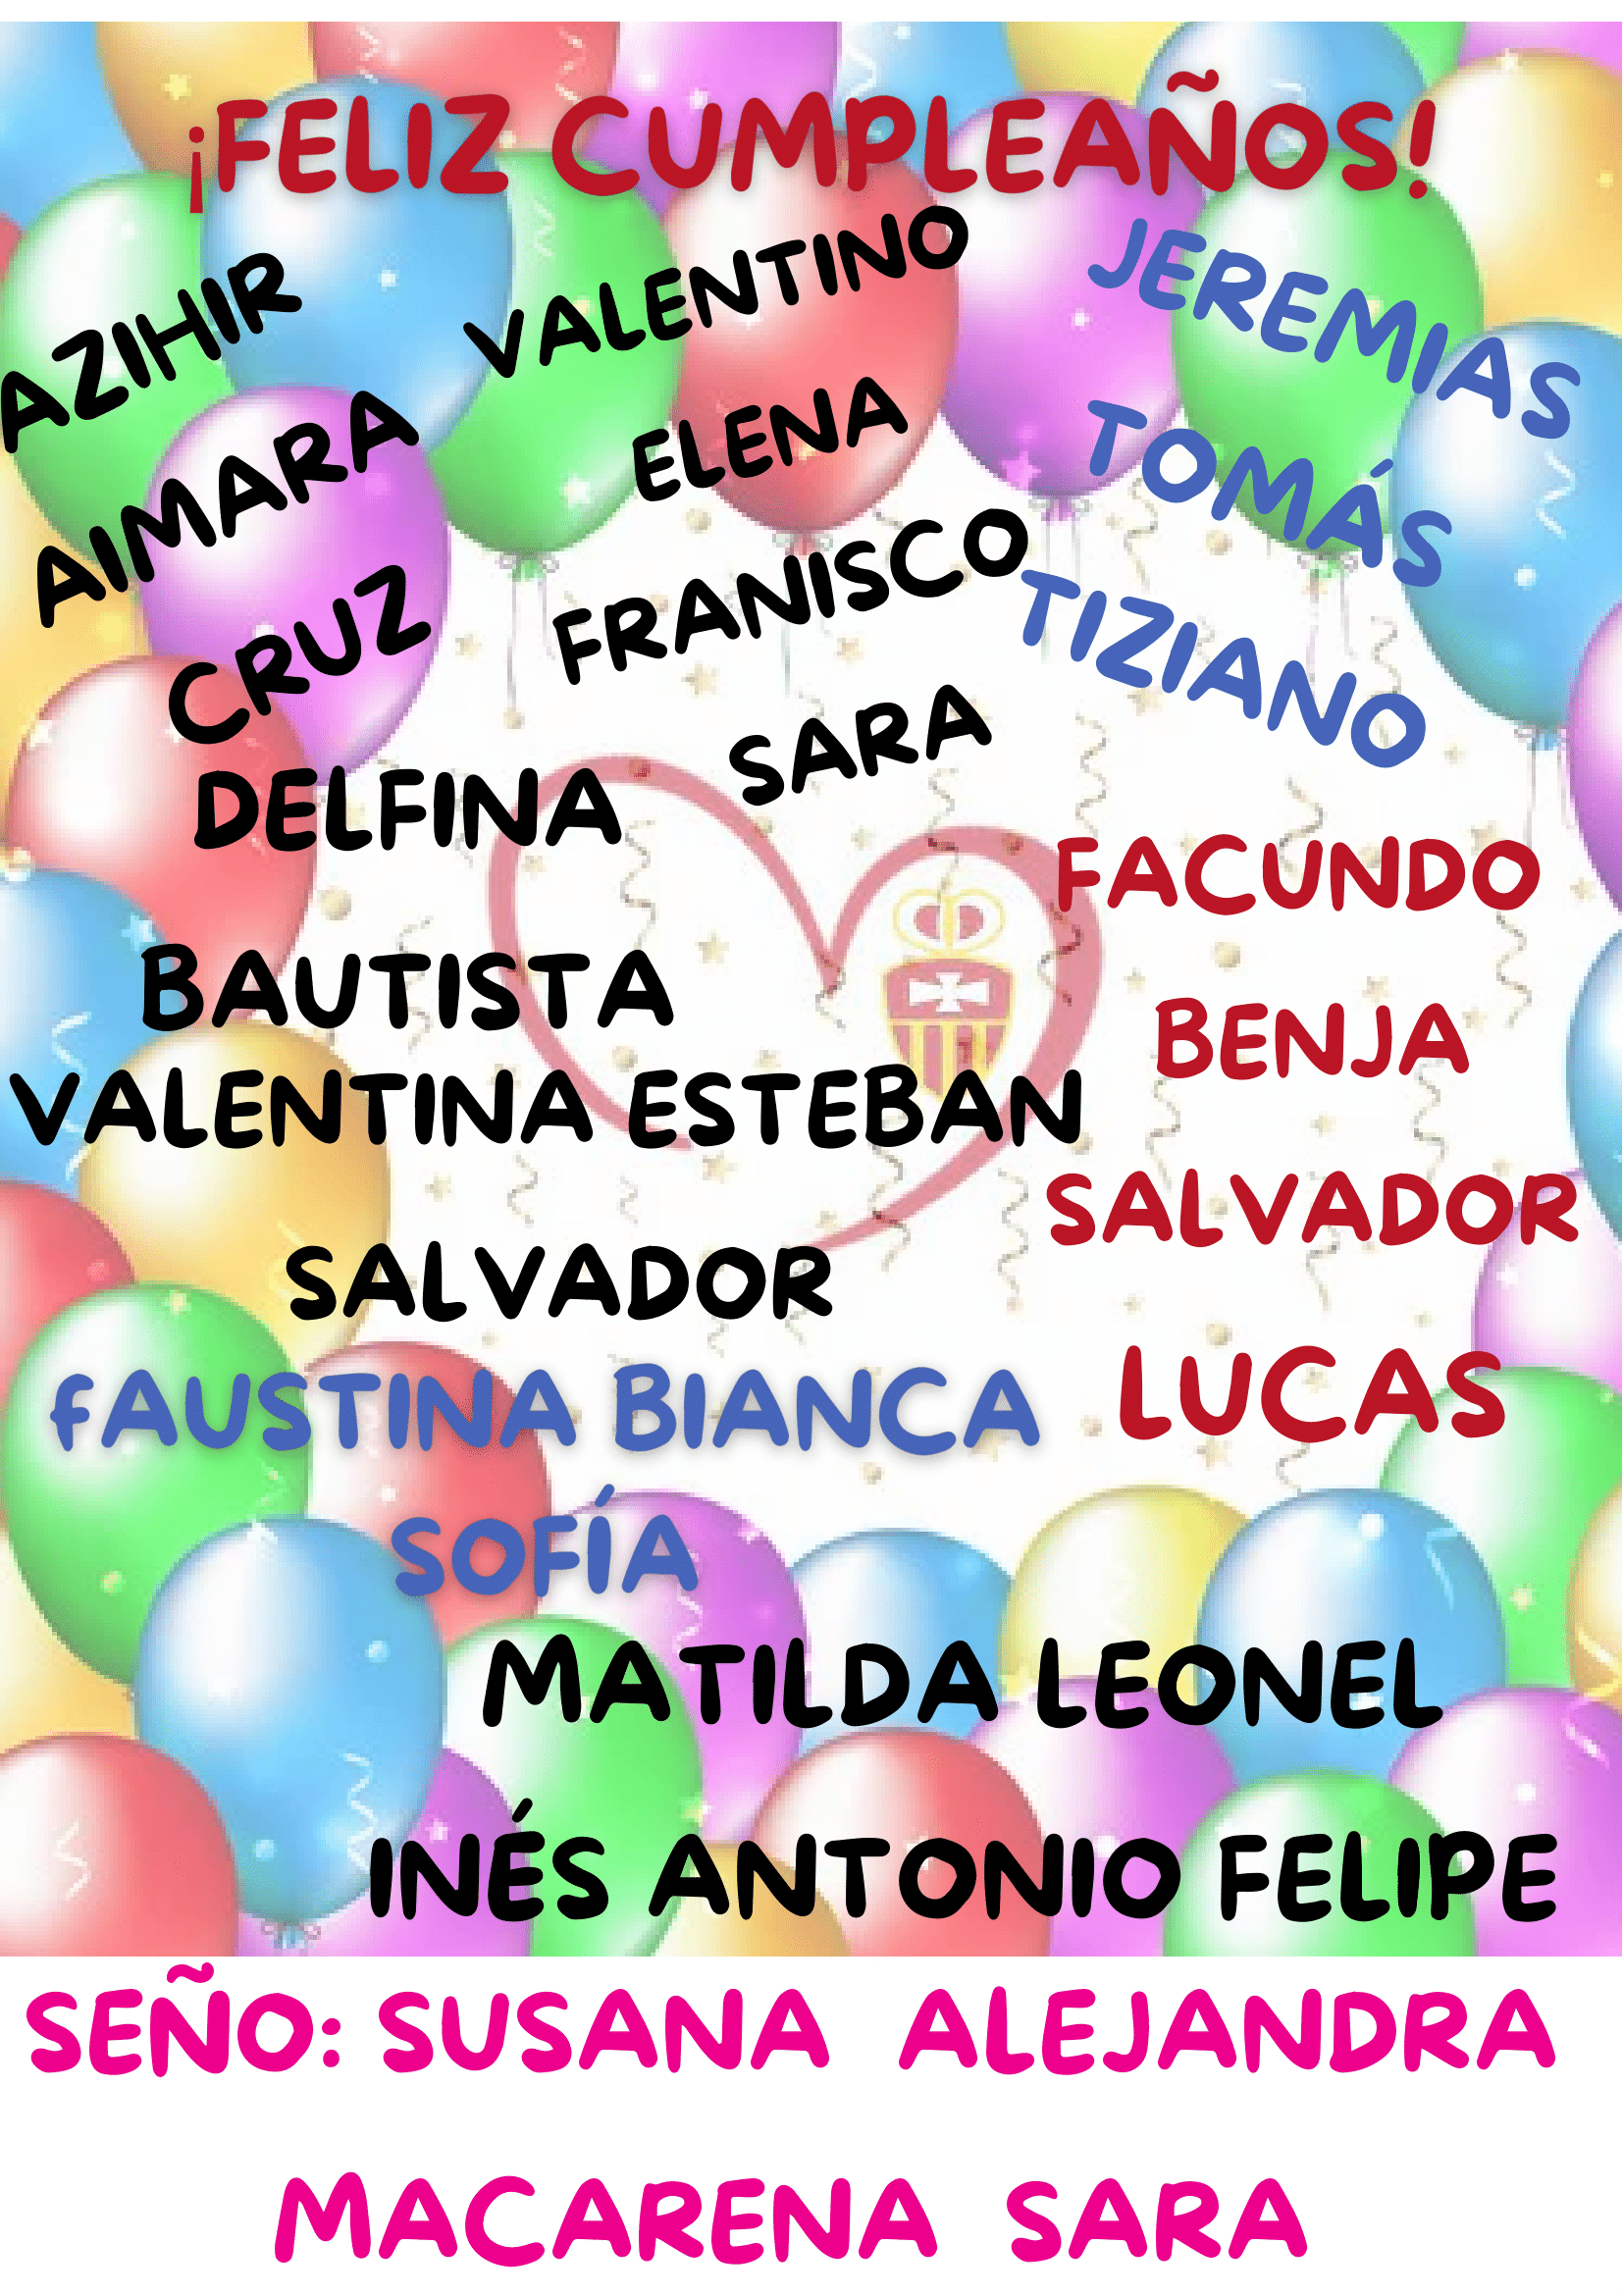 ¡FELIZ CUMPLEAÑOS!
AZIHIR
VALENTINO
JEREMIAS
AIMARA
ELENA
TOMÁS
CRUZ
FRANISCO
TIZIANO
DELFINA
SARA
FACUNDO
BAUTISTA
BENJA
VALENTINA ESTEBAN
SALVADOR
SALVADOR
fAUSTINA BIANCA
LUCAS
SOFÍA
MATILDA LEONEL
INÉS ANTONIO FELIPE
SEÑO: SUSANA ALEJANDRA
MACARENA SARA